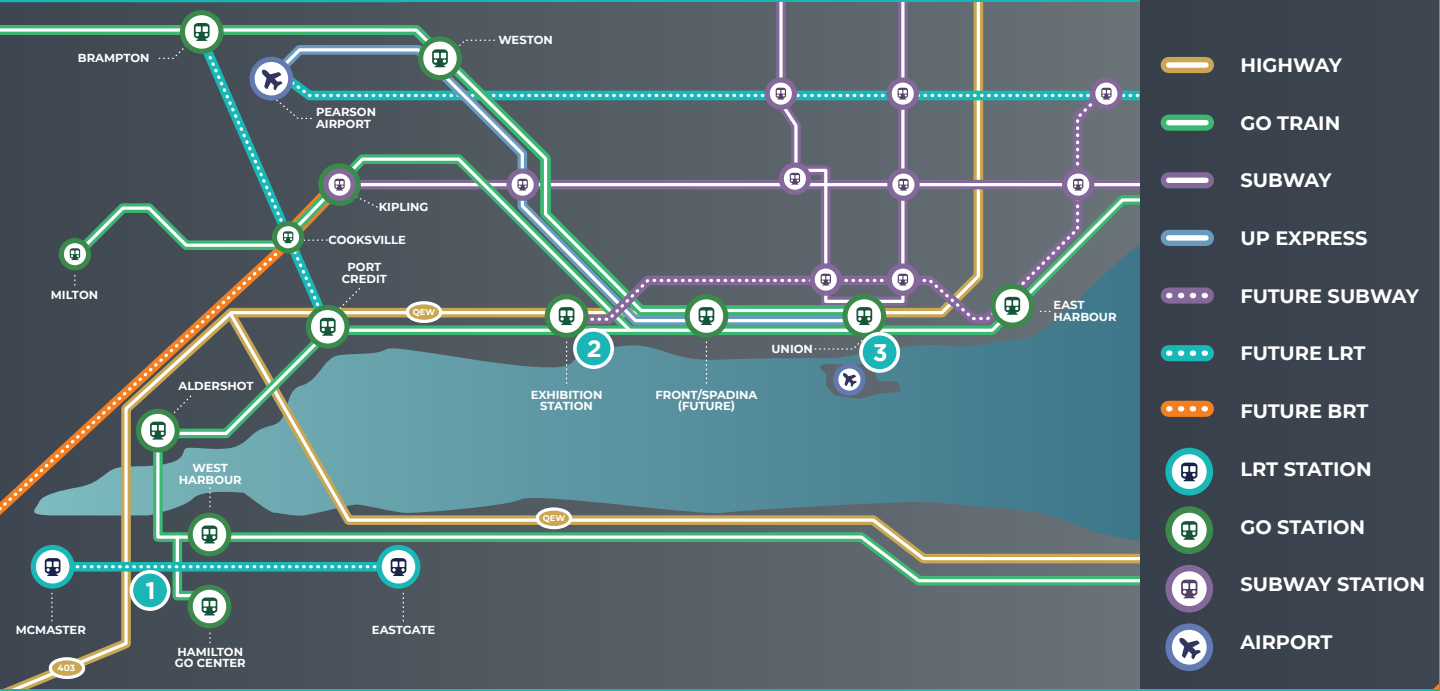 BRAMPTON
WESTON
PEARSON
AIRPORT
KIPLING
COOKSVILLE
PORT
CREDIT
MILTON
QEW
2
UNION
3
EAST
HARBOUR
ALDERSHOT
EXHIBITION
STATION
FRONT/SPADINA
(FUTURE)
WEST
HARBOUR
QEW
1
MCMASTER
EASTGATE
HAMILTON
GO CENTER
403
HIGHWAY
GO TRAIN
SUBWAY
UP EXPRESS
FUTURE SUBWAY
FUTURE LRT
FUTURE BRT
LRT STATION
GO STATION
SUBWAY STATION
AIRPORT